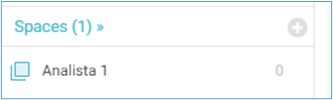 Spaces (1) »
Analista 1 0